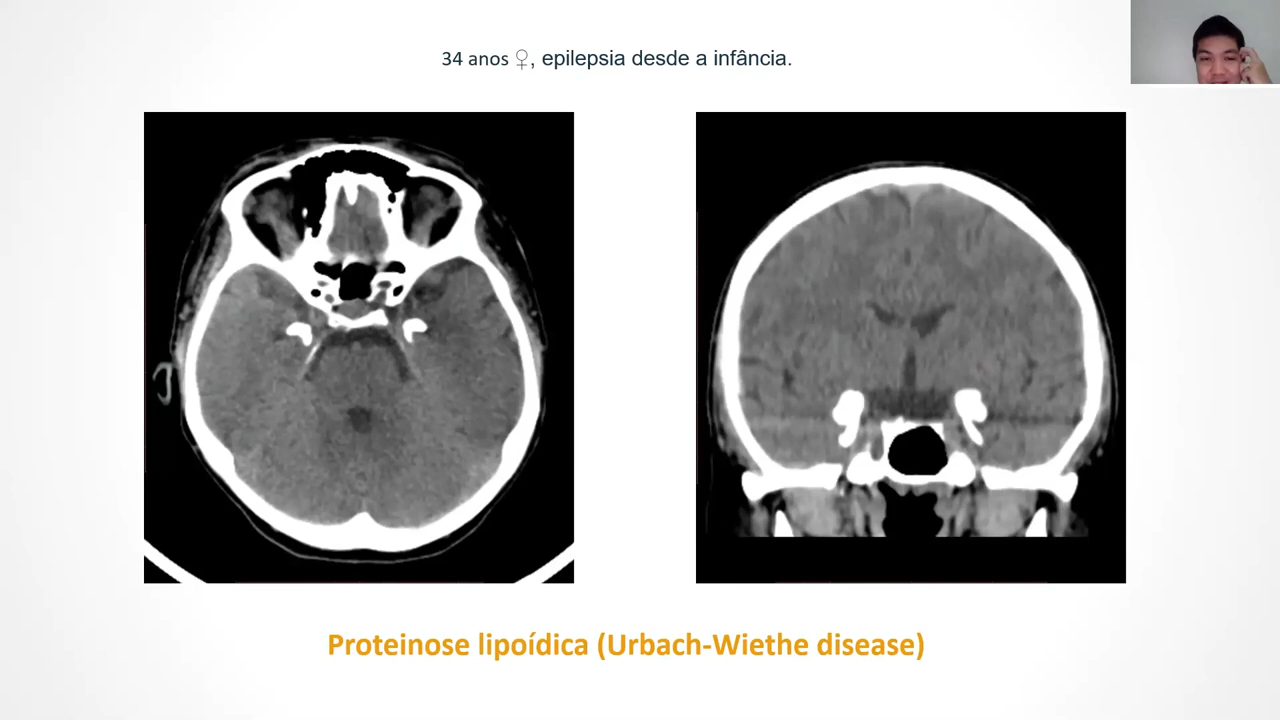 34 anos ♀, epilepsia desde a infância.
Proteinose lipoídica (Urbach-Wiethe disease)